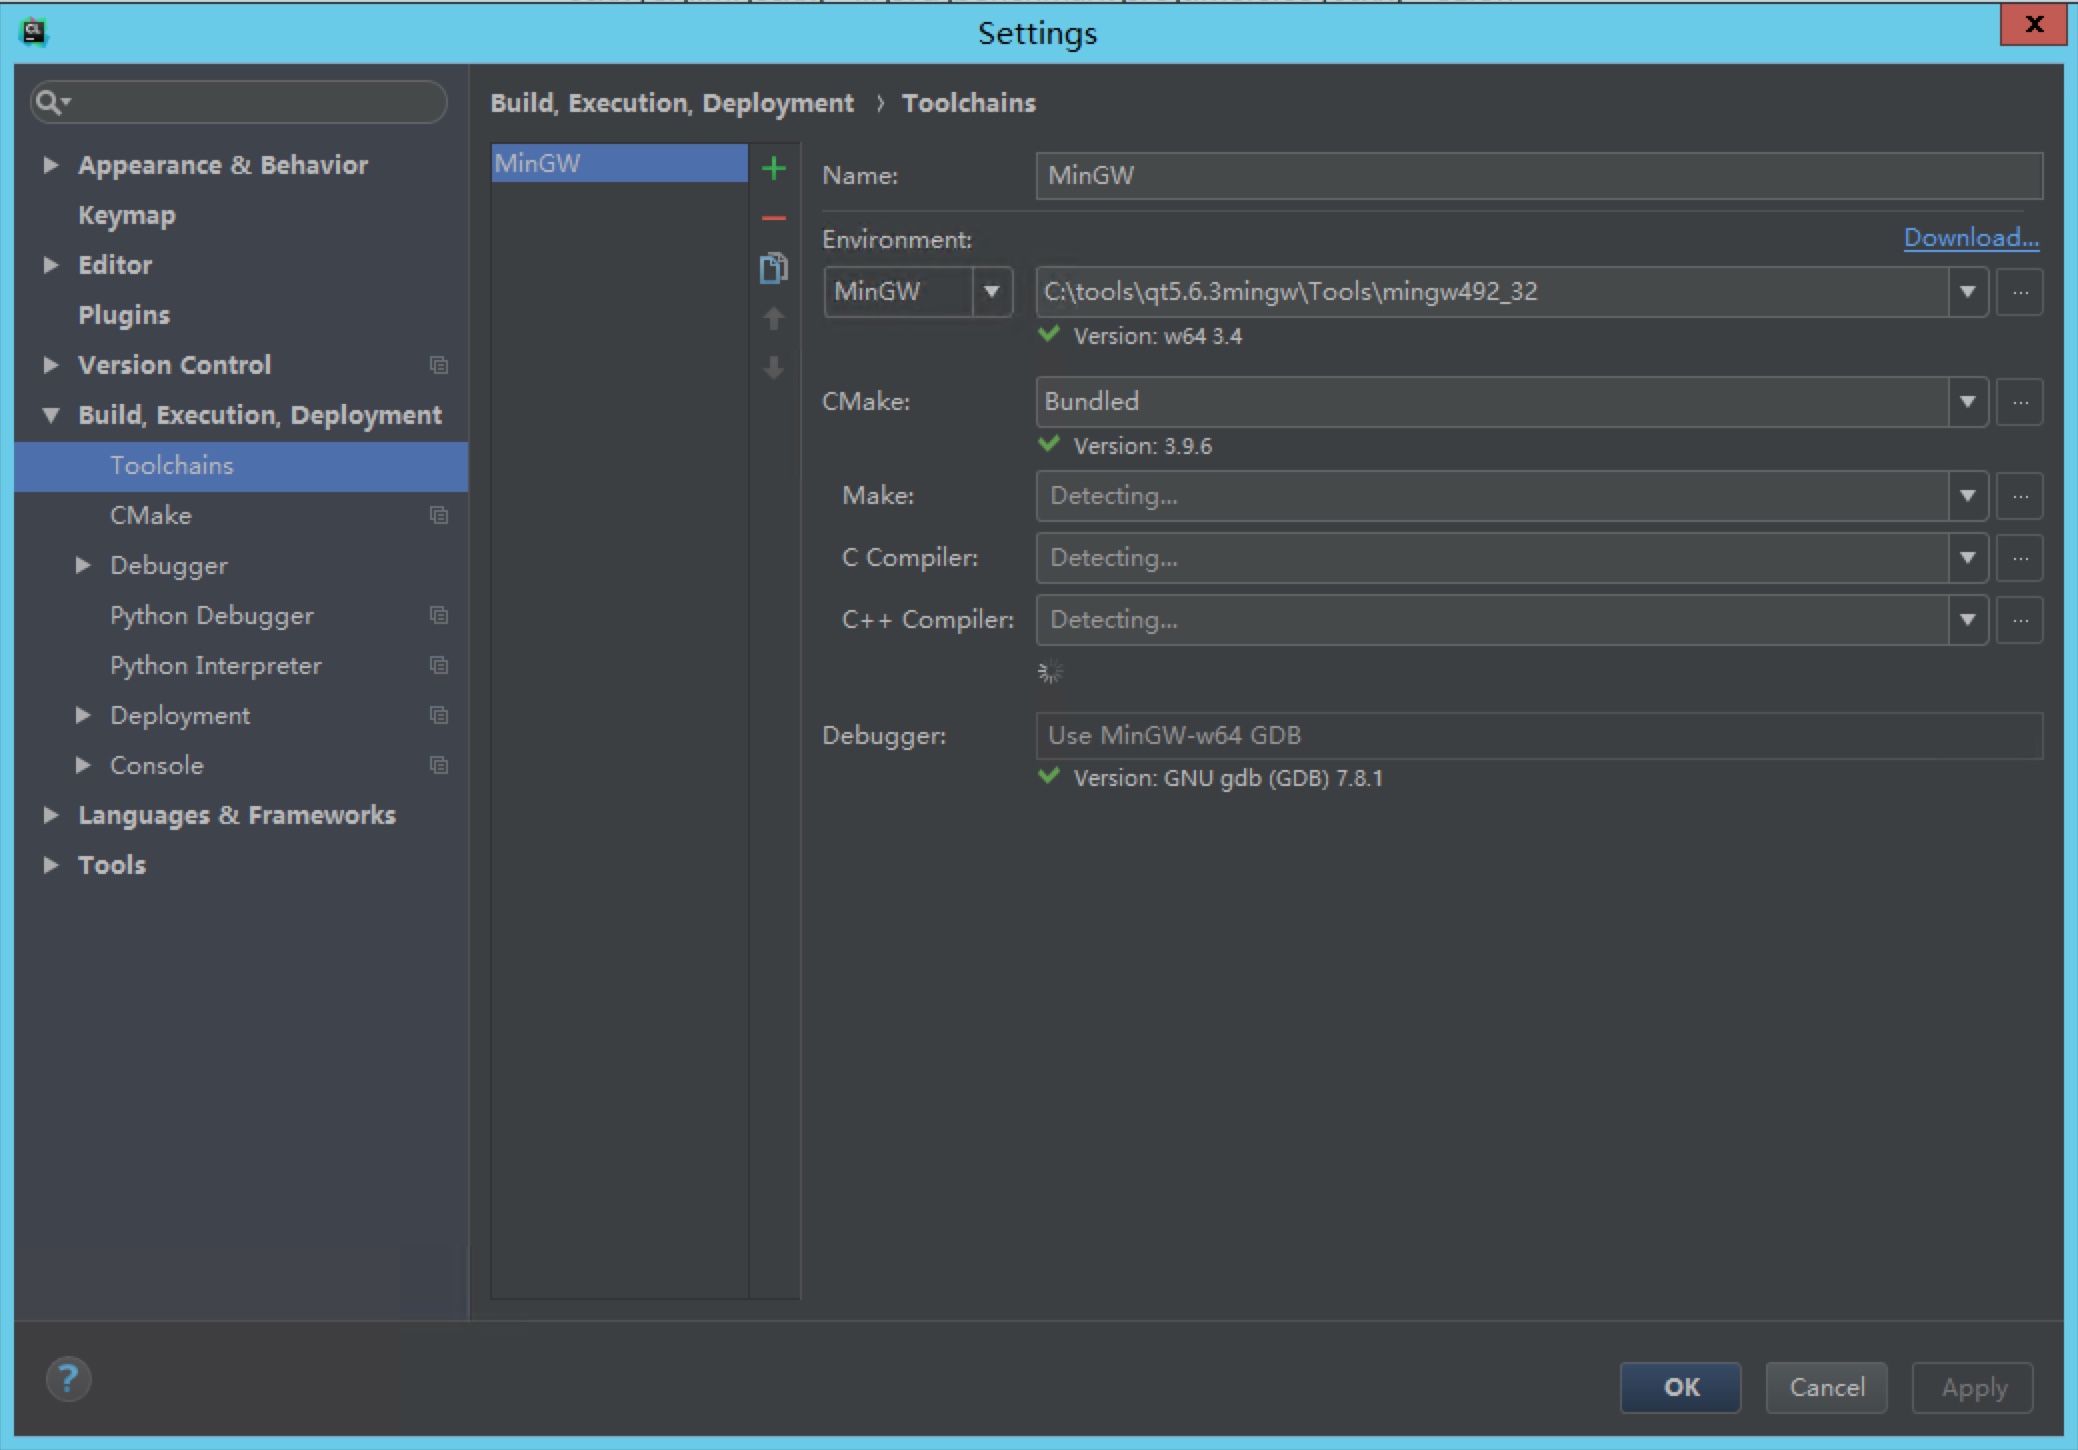 Settings
Build, Execution, Deployment › Toolchains
Appearance & Behavior
Keymap
Editor
Plugins
Version Control
Build, Execution, Deployment
Toolchains
CMake
Debugger
Python Debugger
Python Interpreter
Deployment
Console
Languages & Frameworks
Tools
MinGW
Name: MinGW
Environment: Download...
MinGW C:\tools\qt5.6.3mingw\Tools\mingw492_32 ...
Version: w64 3.4
CMake: Bundled ...
Version: 3.9.6
Make: Detecting... ...
C Compiler: Detecting... ...
C++ Compiler: Detecting... ...
Debugger: Use MinGW-w64 GDB
Version: GNU gdb (GDB) 7.8.1
? OK Cancel Apply